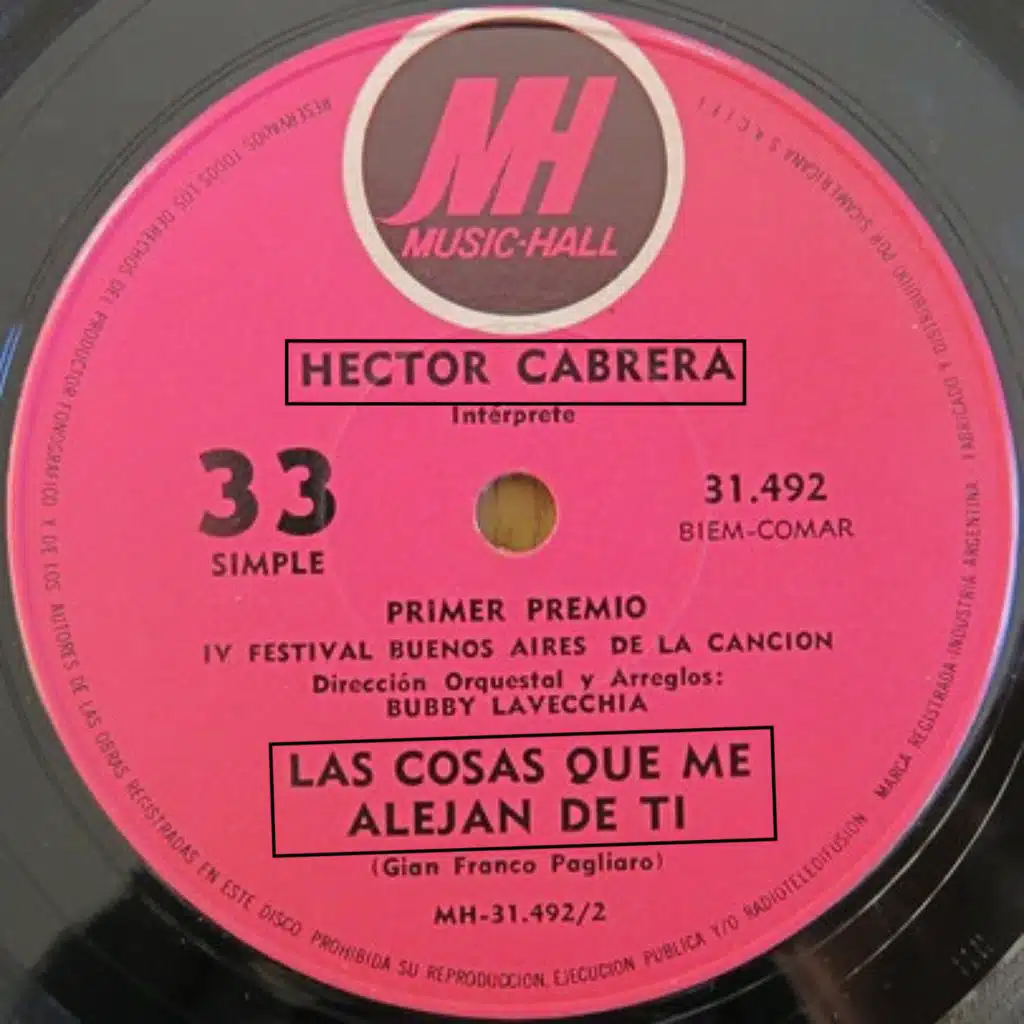 MH
MUSIC-HALL
HECTOR CABRERA
Intérprete
33
SIMPLE
31.492
BIEM-COMAR
PRIMER PREMIO
IV FESTIVAL BUENOS AIRES DE LA CANCION
Dirección Orquestal y Arreglos:
BUBBY LAVECCHIA
LAS COSAS QUE ME
ALEJAN DE TI
(Gian Franco Pagliaro)
MH-31.492/2
RESERVADOS TODOS LOS DERECHOS DEL PRODUCTOR FONOGRAFICO Y DE LOS AUTORES DE LAS OBRAS REGISTRADAS EN ESTE DISCO PROHIBIDA SU REPRODUCCION, EJECUCION PUBLICA Y/O RADIOTELEDIFUSION
MARCA REGISTRADA-INDUSTRIA ARGENTINA - FABRICADO Y DISTRIBUIDO POR SICAMERICANA